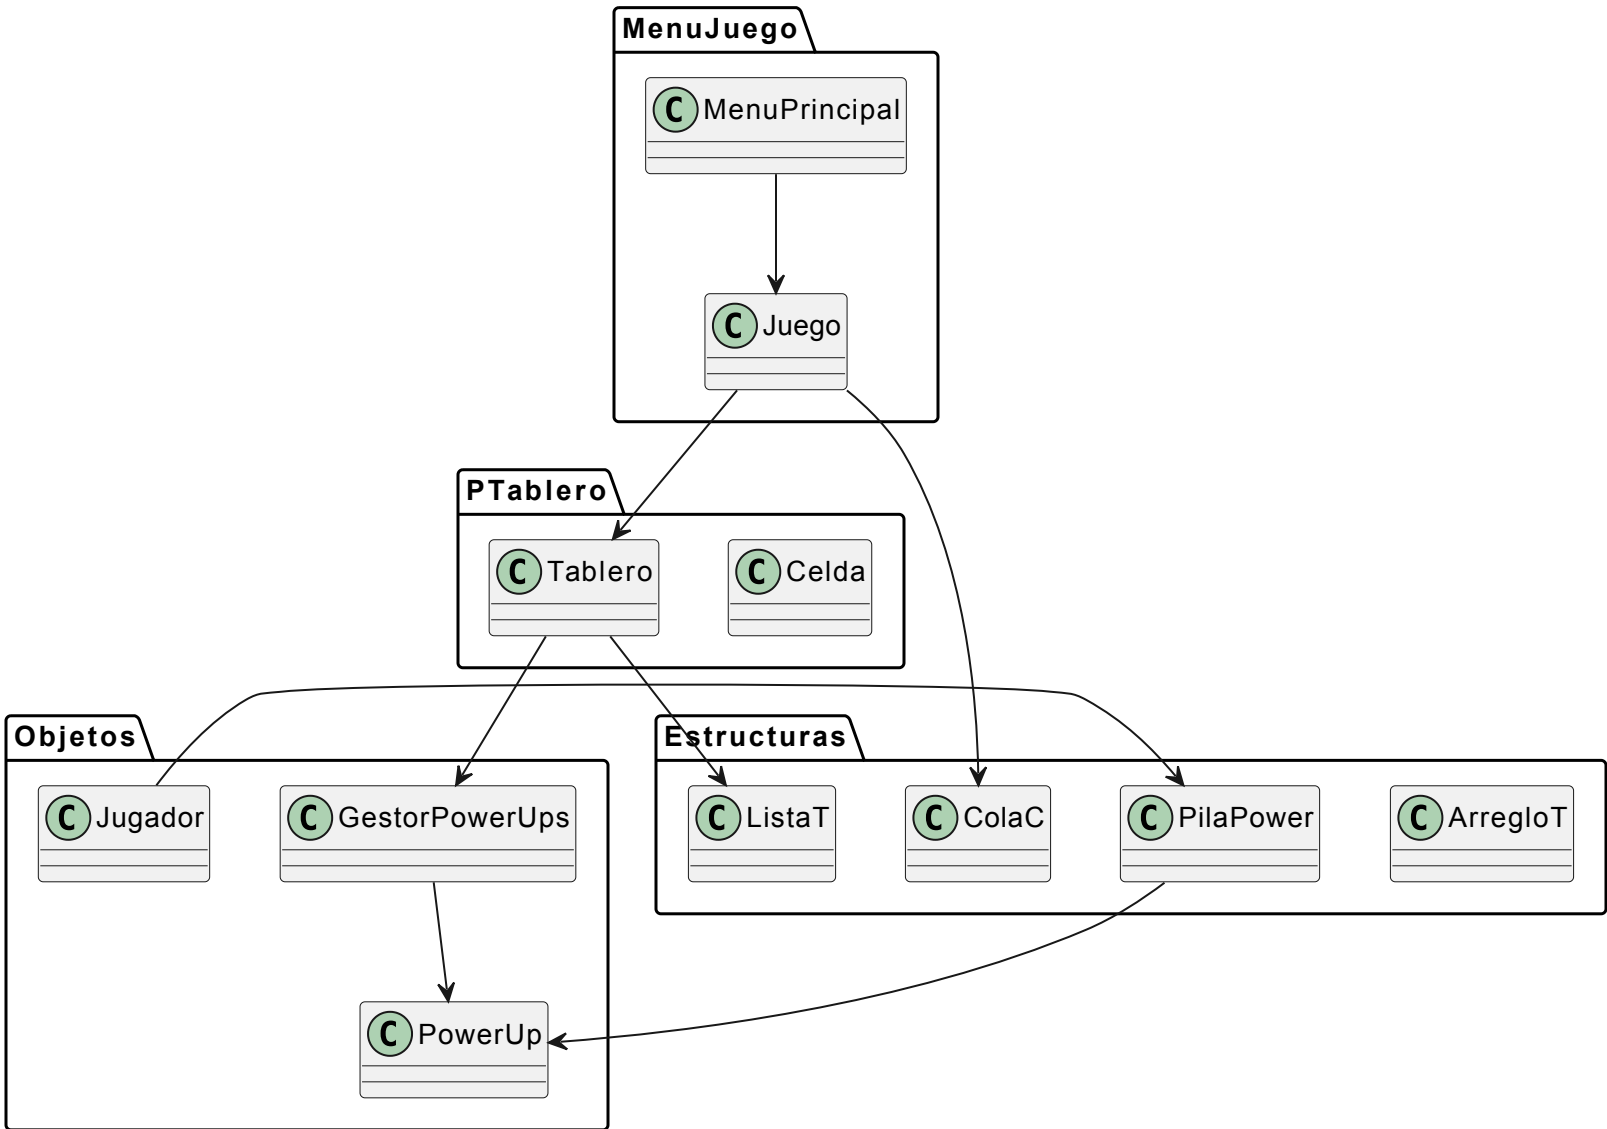 MenuJuego
C MenuPrincipal
C Juego
PTablero
C Tablero
C Celda
Objetos
Estructuras
C Jugador
C GestorPowerUps
C ListaT
C ColaC
C PilaPower
C ArregloT
C PowerUp